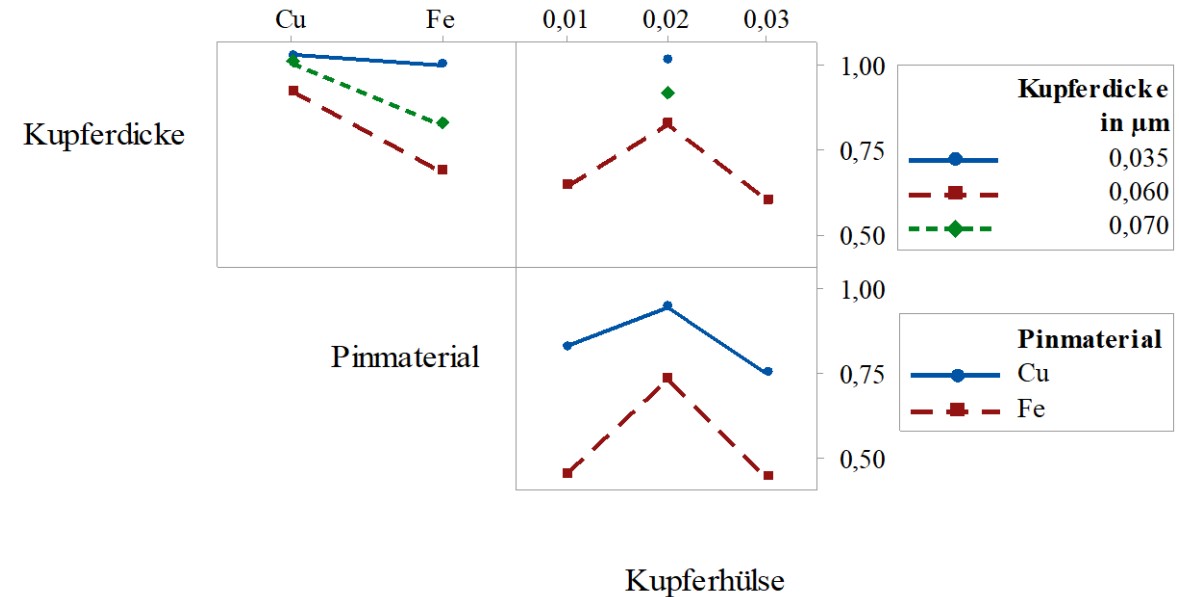 Cu Fe 0,01 0,02 0,03
Kupferdicke
1,00
0,75
0,50
Kupferdicke
in µm
0,035
0,060
0,070
Pinmaterial
1,00
0,75
0,50
Pinmaterial
Cu
Fe
Kupferhülse